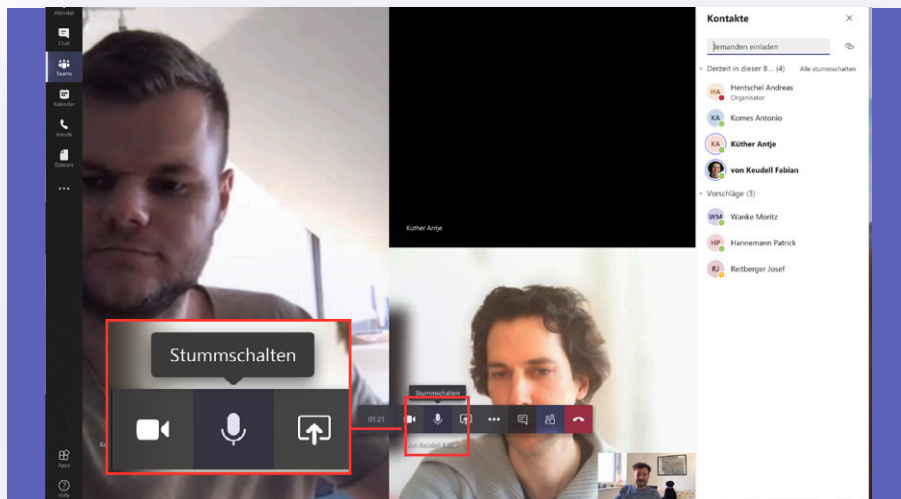 Aktivität
Chat
Teams
Kalender
Anrufe
Dateien
Apps
Hilfe
Küther Antje
Stummschalten
Stummschalten
01:21
von Keudell
Kontakte
Jemanden einladen
Derzeit in dieser B... (4) Alle stummschalten
HA Hentschel Andreas
Organisator
KA Komes Antonio
KA Küther Antje
von Keudell Fabian
Vorschläge (3)
WM Wanke Moritz
HP Hannemann Patrick
RJ Reitberger Josef